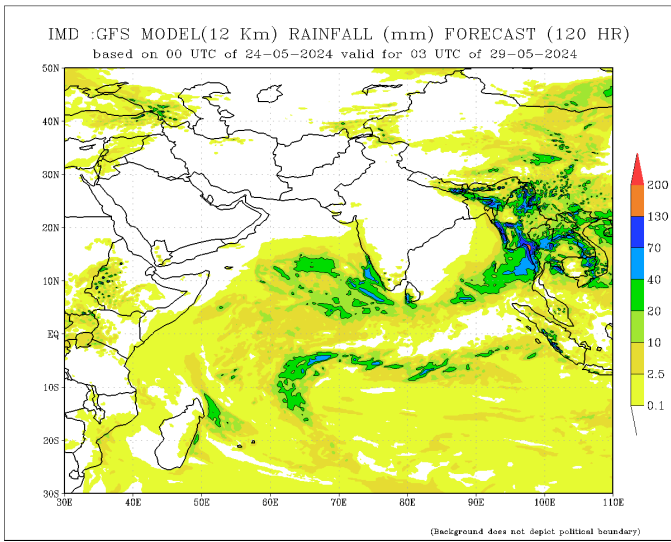 IMD :GFS MODEL(12 Km) RAINFALL (mm) FORECAST (120 HR)
based on 00 UTC of 24-05-2024 valid for 03 UTC of 29-05-2024
50N
40N
30N
20N
10N
EQ
10S
20S
30S
30E 40E 50E 60E 70E 80E 90E 100E 110E
200
130
70
40
20
10
2.5
0.1
(Background does not depict political boundary)